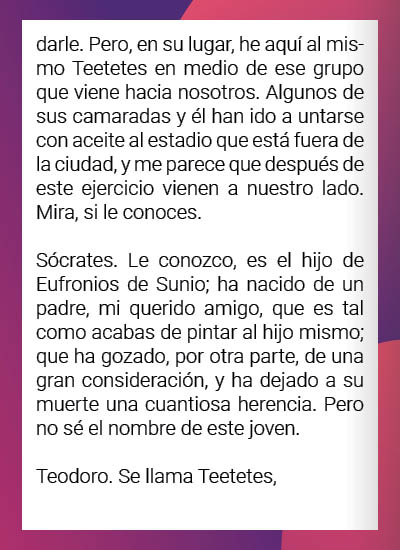 darle. Pero, en su lugar, he aquí al mis-
mo Teetetes en medio de ese grupo
que viene hacia nosotros. Algunos de
sus camaradas y él han ido a untarse
con aceite al estadio que está fuera de
la ciudad, y me parece que después de
este ejercicio vienen a nuestro lado.
Mira, si le conoces.
Sócrates. Le conozco, es el hijo de
Eufronios de Sunio; ha nacido de un
padre, mi querido amigo, que es tal
como acabas de pintar al hijo mismo;
que ha gozado, por otra parte, de una
gran consideración, y ha dejado a su
muerte una cuantiosa herencia. Pero
no sé el nombre de este joven.
Teodoro. Se llama Teetetes,